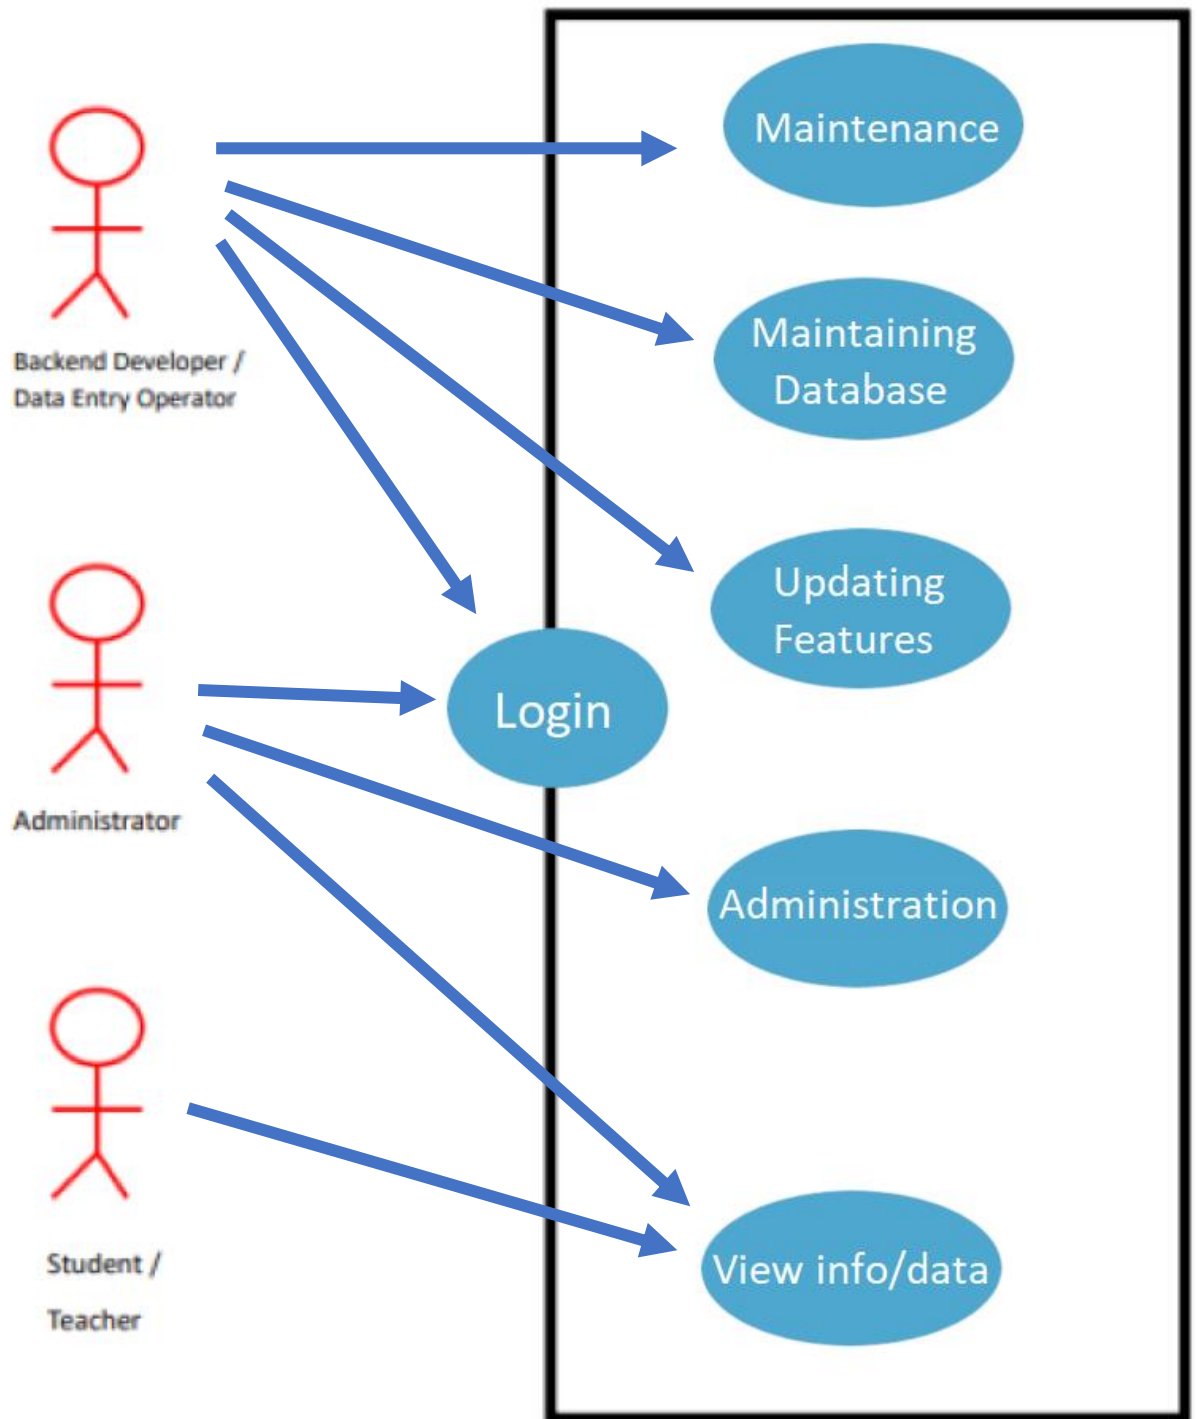 Maintenance
Backend Developer /
Data Entry Operator
Maintaining
Database
Updating
Features
Login
Administrator
Administration
Student /
Teacher
View info/data